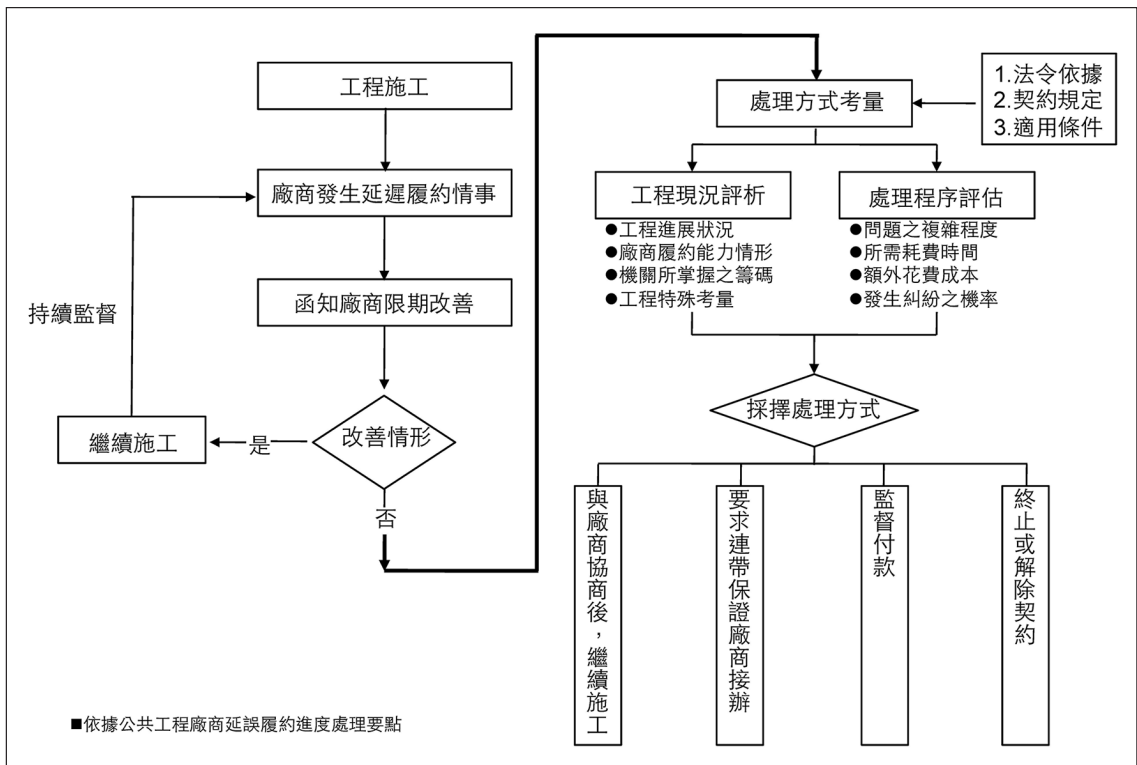 工程施工
廠商發生延遲履約情事
函知廠商限期改善
持續監督
改善情形
是
繼續施工
否
處理方式考量
1.法令依據
2.契約規定
3.適用條件
工程現況評析
●工程進展狀況
●廠商履約能力情形
●機關所掌握之籌碼
●工程特殊考量
處理程序評估
●問題之複雜程度
●所需耗費時間
●額外花費成本
●發生糾紛之機率
採擇處理方式
與廠商協商後，繼續施工
要求連帶保證廠商接辦
監督付款
終止或解除契約
■依據公共工程廠商延誤履約進度處理要點